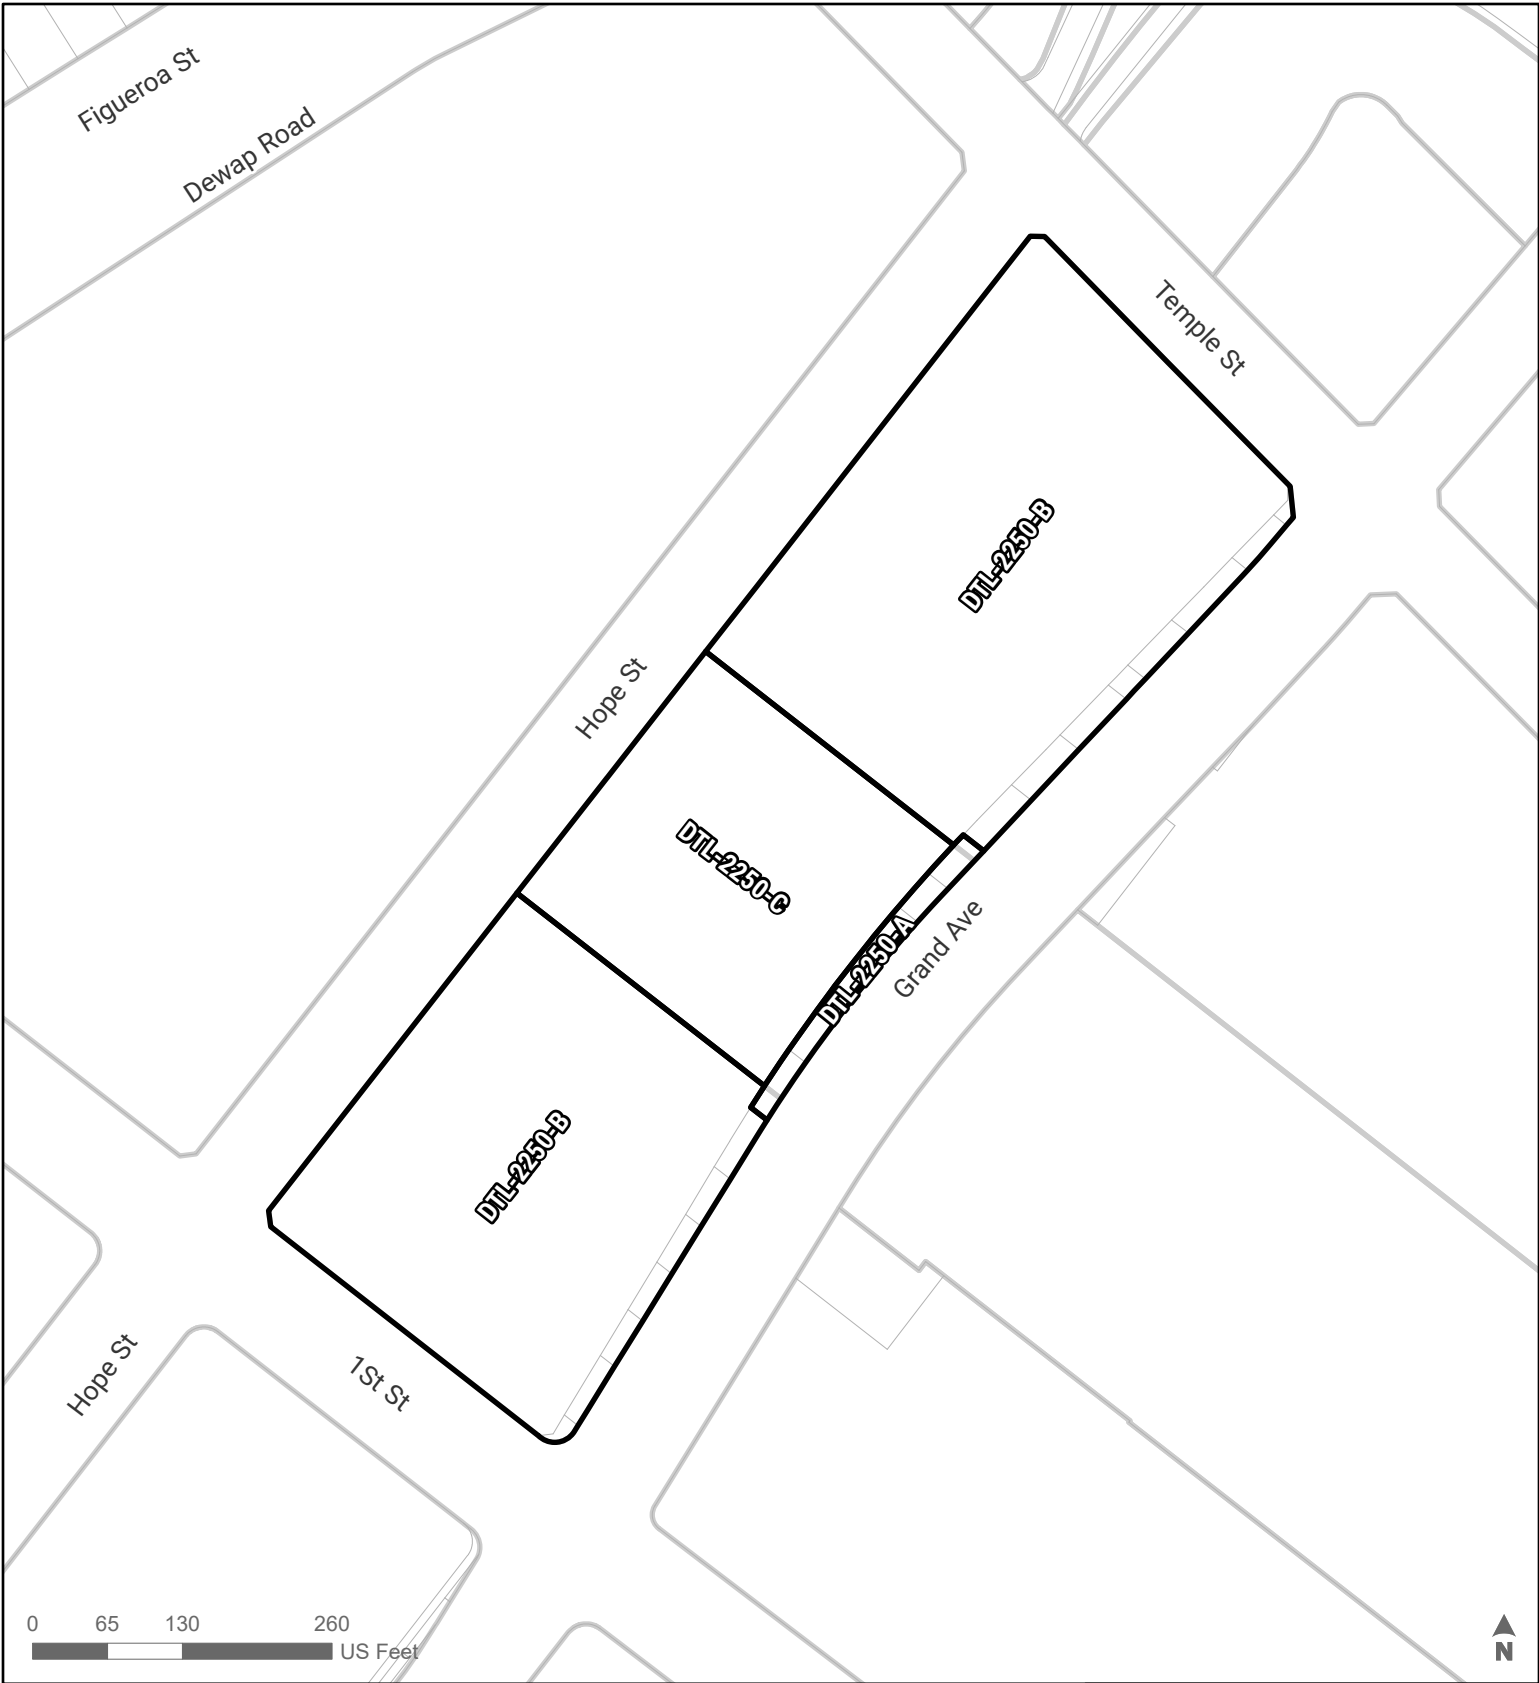 Figueroa St
Dewap Road
Temple St
DTL-2250-B
Hope St
DTL-2250-C
DTL-2250-A
Grand Ave
DTL-2250-B
Hope St
1St St
0 65 130 260
US Feet
N